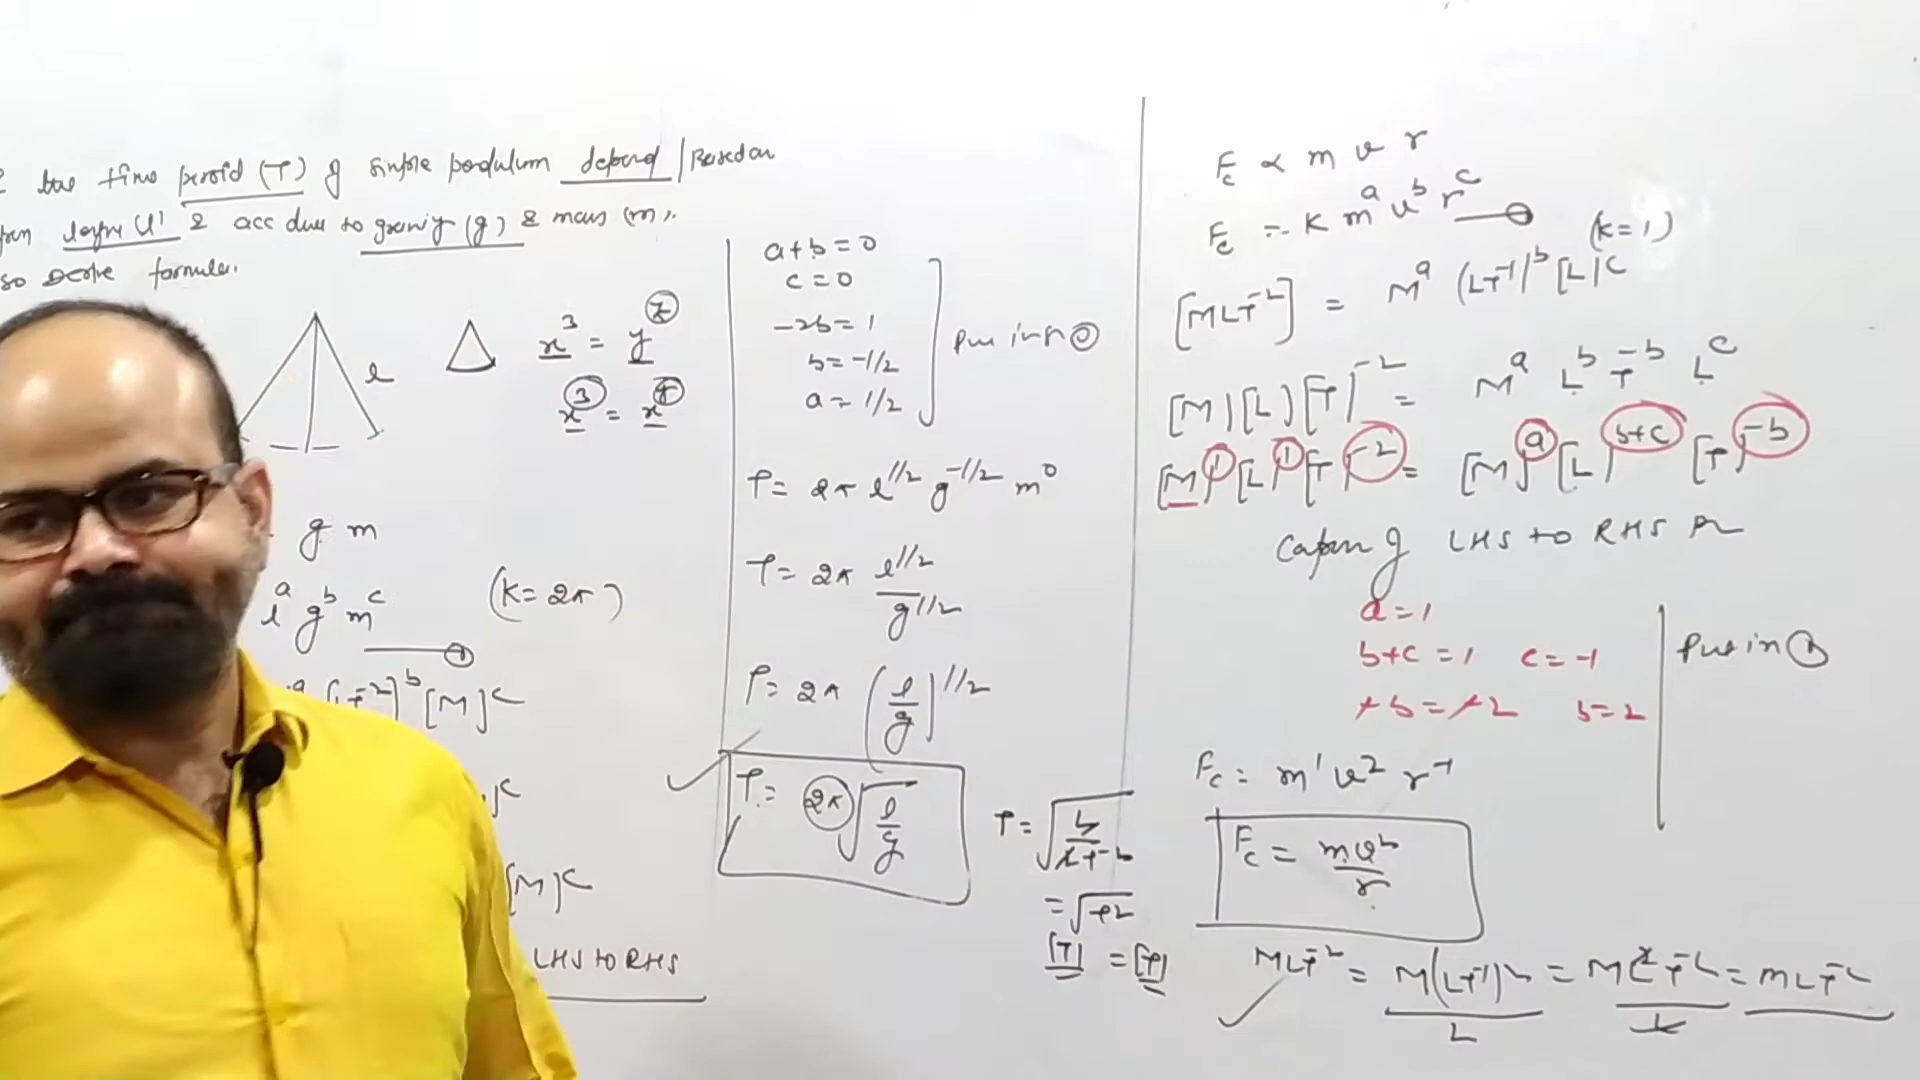 time period (T) of simple pendulum depend / Based on
length (l) & acc due to gravity (g) & mass (m).
so derive formula.
l
x³ = y^z
x³ = x^y
g m
l^a g^b m^c (K = 2π)
①
(LT⁻²]^b [M]^c
[M]^c
LHS to RHS
a+b = 0
c = 0
-2b = 1
b = -1/2
a = 1/2
Put in
T = 2π l^1/2 g^-1/2 m^0
T = 2π l^1/2 / g^1/2
T = 2π (l/g)^1/2
T = 2π √(l/g)
T = √(L/LT⁻²)
= √T²
[T] = [T]
Fc ∝ m v r
Fc = K m^a v^b r^c —① (k=1)
[MLT⁻²] = M^a (LT⁻¹)^b [L]^c
[M][L][T]⁻² = M^a L^b T^-b L^c
[M]¹[L]¹[T]⁻² = [M]^a [L]^b+c [T]^-b
LHS to RHS
a = 1
b+c = 1 c = -1
-b = -2 b = 2
Put in ①
Fc = m¹ v² r⁻¹
Fc = mv²/r
MLT⁻² = M(LT⁻¹)²/L = ML²T⁻²/L = MLT⁻²